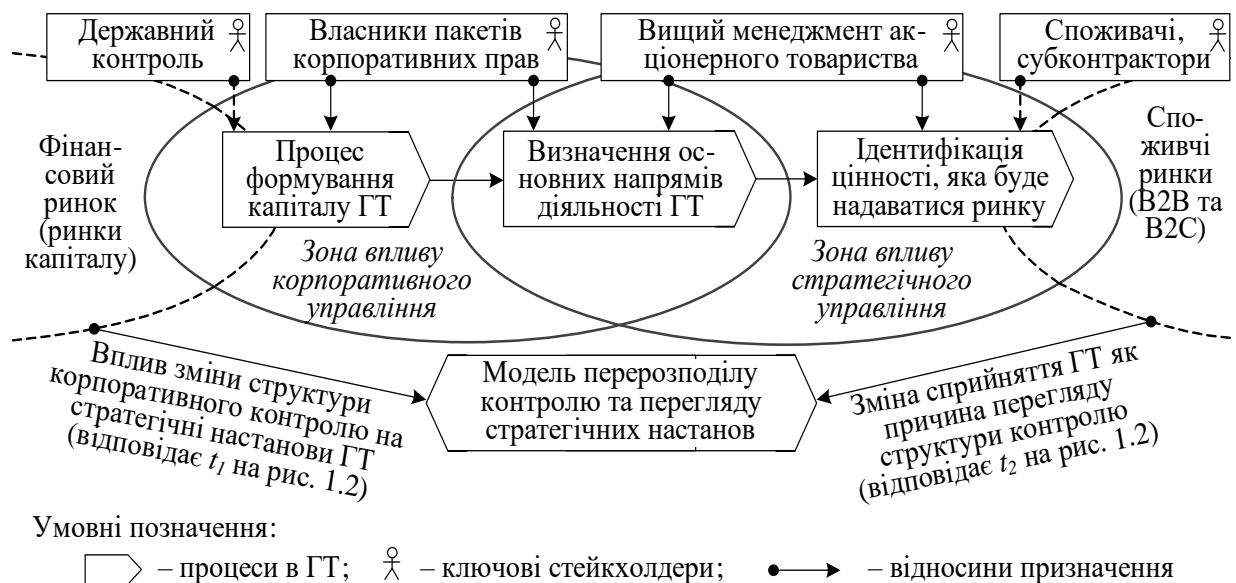 Державний
контроль
Власники пакетів
корпоративних прав
Вищий менеджмент ак-
ціонерного товариства
Споживачі,
субконтрактори
Фінан-
совий
ринок
(ринки
капіталу)
Процес
формування
капіталу ГТ
Визначення ос-
новних напрямів
діяльності ГТ
Ідентифікація
цінності, яка буде
надаватися ринку
Спо-
живчі
ринки
(B2B та
B2C)
Зона впливу
корпоративного
управління
Зона впливу
стратегічного
управління
Вплив зміни структури
корпоративного контролю на
стратегічні настанови ГТ
(відповідає t1 на рис. 1.2)
Модель перерозподілу
контролю та перегляду
стратегічних настанов
Зміна сприйняття ГТ як
причина перегляду
структури контролю
(відповідає t2 на рис. 1.2)
Умовні позначення:
– процеси в ГТ;
– ключові стейкхолдери;
– відносини призначення